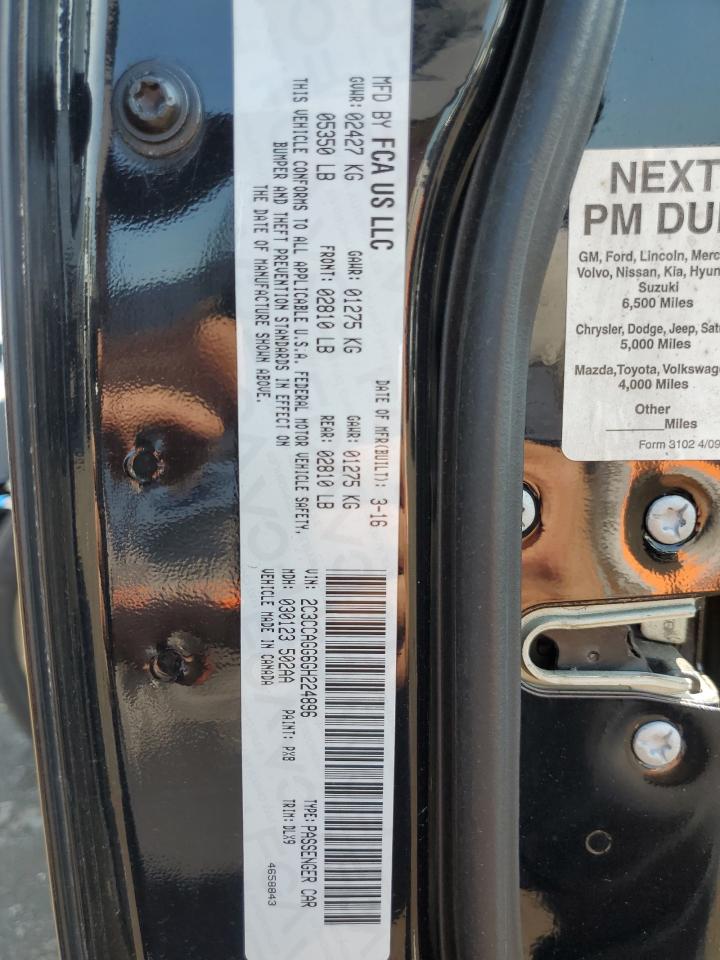 MFD BY FCA US LLC
DATE OF MFR(BUILT): 3-16
GVWR: 02427 KG
GAWR: 01275 KG
GAWR: 01275 KG
05350 LB
FRONT: 02810 LB
REAR: 02810 LB
THIS VEHICLE CONFORMS TO ALL APPLICABLE U.S.A. FEDERAL MOTOR VEHICLE SAFETY,
BUMPER AND THEFT PREVENTION STANDARDS IN EFFECT ON
THE DATE OF MANUFACTURE SHOWN ABOVE.
VIN: 2C3CCAGG6GH224896
TYPE: PASSENGER CAR
MDH: 030123 502AA
PAINT: PX8
TRIM: DLX9
VEHICLE MADE IN CANADA
4658843
NEXT
PM DU
GM, Ford, Lincoln, Merc
Volvo, Nissan, Kia, Hyun
Suzuki
6,500 Miles
Chrysler, Dodge, Jeep, Sat
5,000 Miles
Mazda,Toyota, Volkswage
4,000 Miles
Other
______Miles
Form 3102 4/09